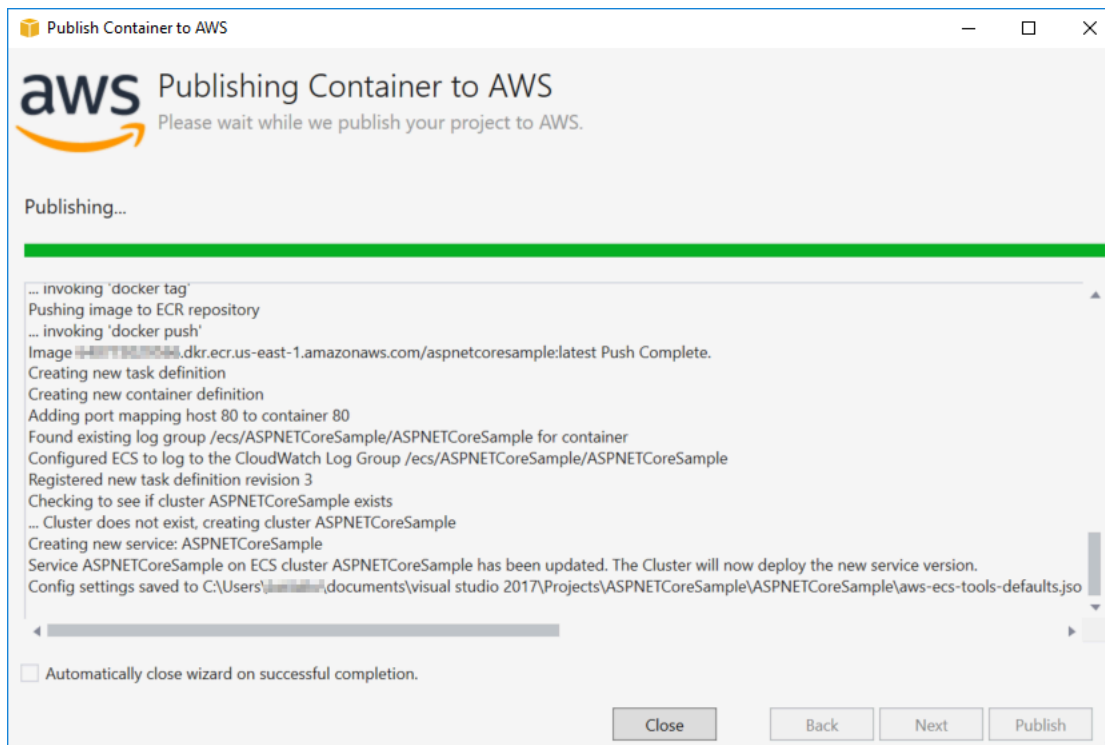 Publish Container to AWS
aws
Publishing Container to AWS
Please wait while we publish your project to AWS.
Publishing...
... invoking 'docker tag'
Pushing image to ECR repository
... invoking 'docker push'
Image .dkr.ecr.us-east-1.amazonaws.com/aspnetcoresample:latest Push Complete.
Creating new task definition
Creating new container definition
Adding port mapping host 80 to container 80
Found existing log group /ecs/ASPNETCoreSample/ASPNETCoreSample for container
Configured ECS to log to the CloudWatch Log Group /ecs/ASPNETCoreSample/ASPNETCoreSample
Registered new task definition revision 3
Checking to see if cluster ASPNETCoreSample exists
... Cluster does not exist, creating cluster ASPNETCoreSample
Creating new service: ASPNETCoreSample
Service ASPNETCoreSample on ECS cluster ASPNETCoreSample has been updated. The Cluster will now deploy the new service version.
Config settings saved to C:\Users\ \documents\visual studio 2017\Projects\ASPNETCoreSample\ASPNETCoreSample\aws-ecs-tools-defaults.jso
Automatically close wizard on successful completion.
Close Back Next Publish